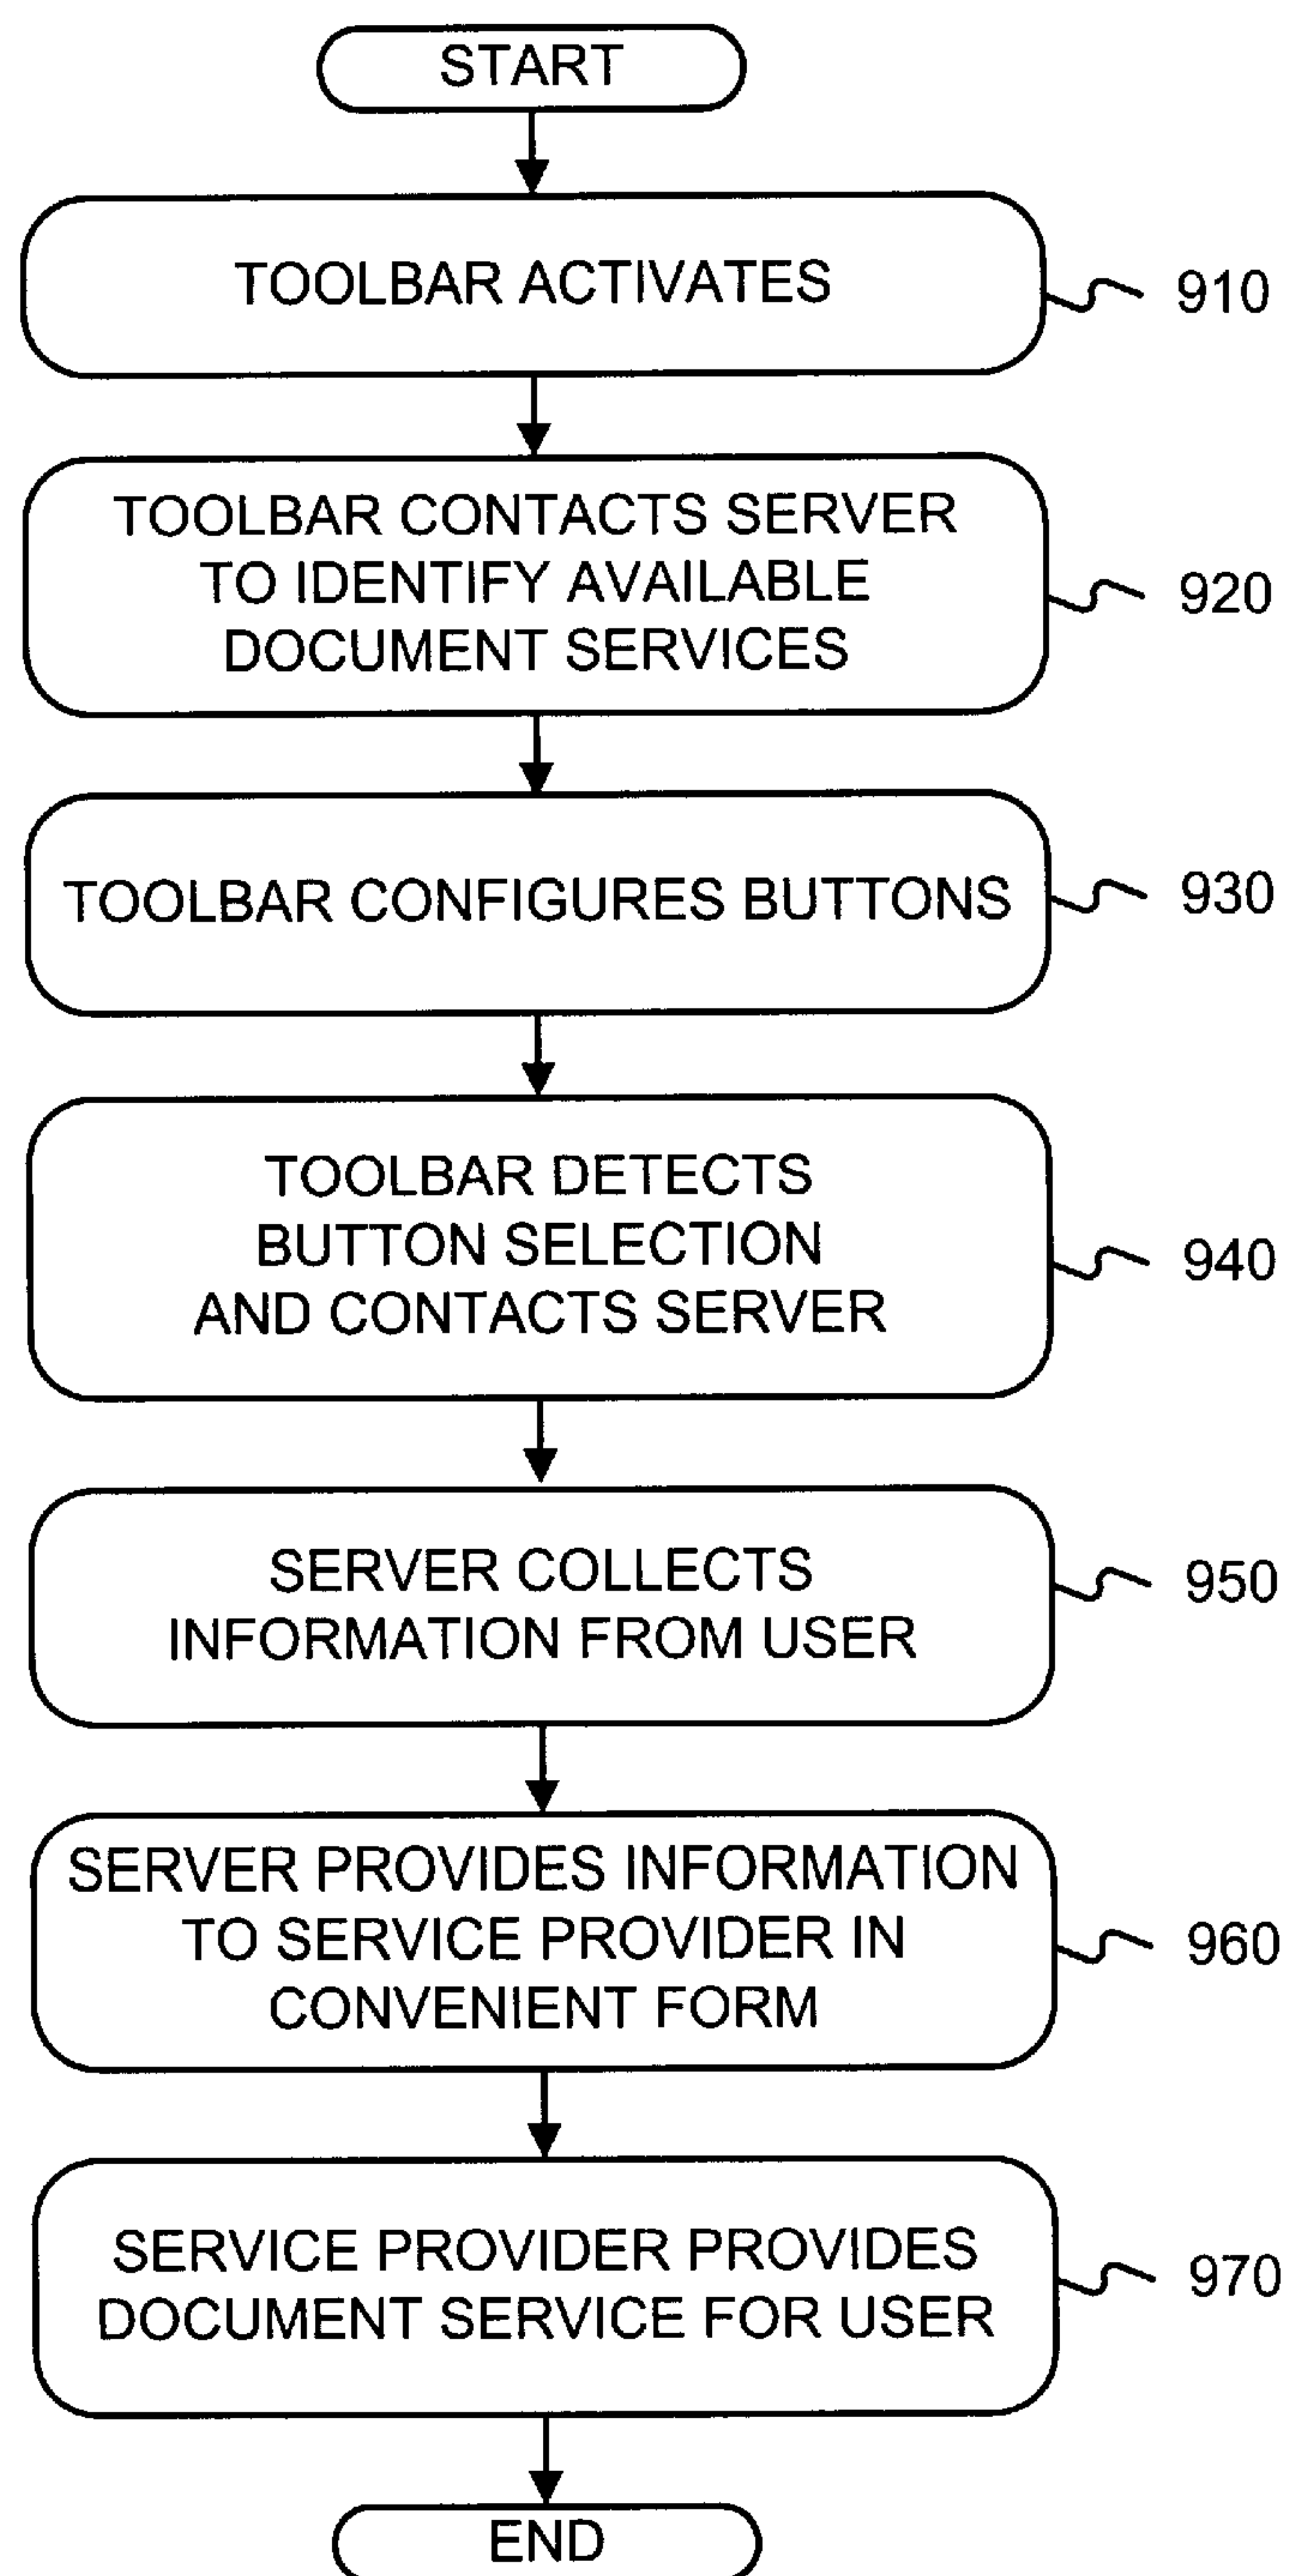 START
TOOLBAR ACTIVATES
910
TOOLBAR CONTACTS SERVER
TO IDENTIFY AVAILABLE
DOCUMENT SERVICES
920
TOOLBAR CONFIGURES BUTTONS
930
TOOLBAR DETECTS
BUTTON SELECTION
AND CONTACTS SERVER
940
SERVER COLLECTS
INFORMATION FROM USER
950
SERVER PROVIDES INFORMATION
TO SERVICE PROVIDER IN
CONVENIENT FORM
960
SERVICE PROVIDER PROVIDES
DOCUMENT SERVICE FOR USER
970
END